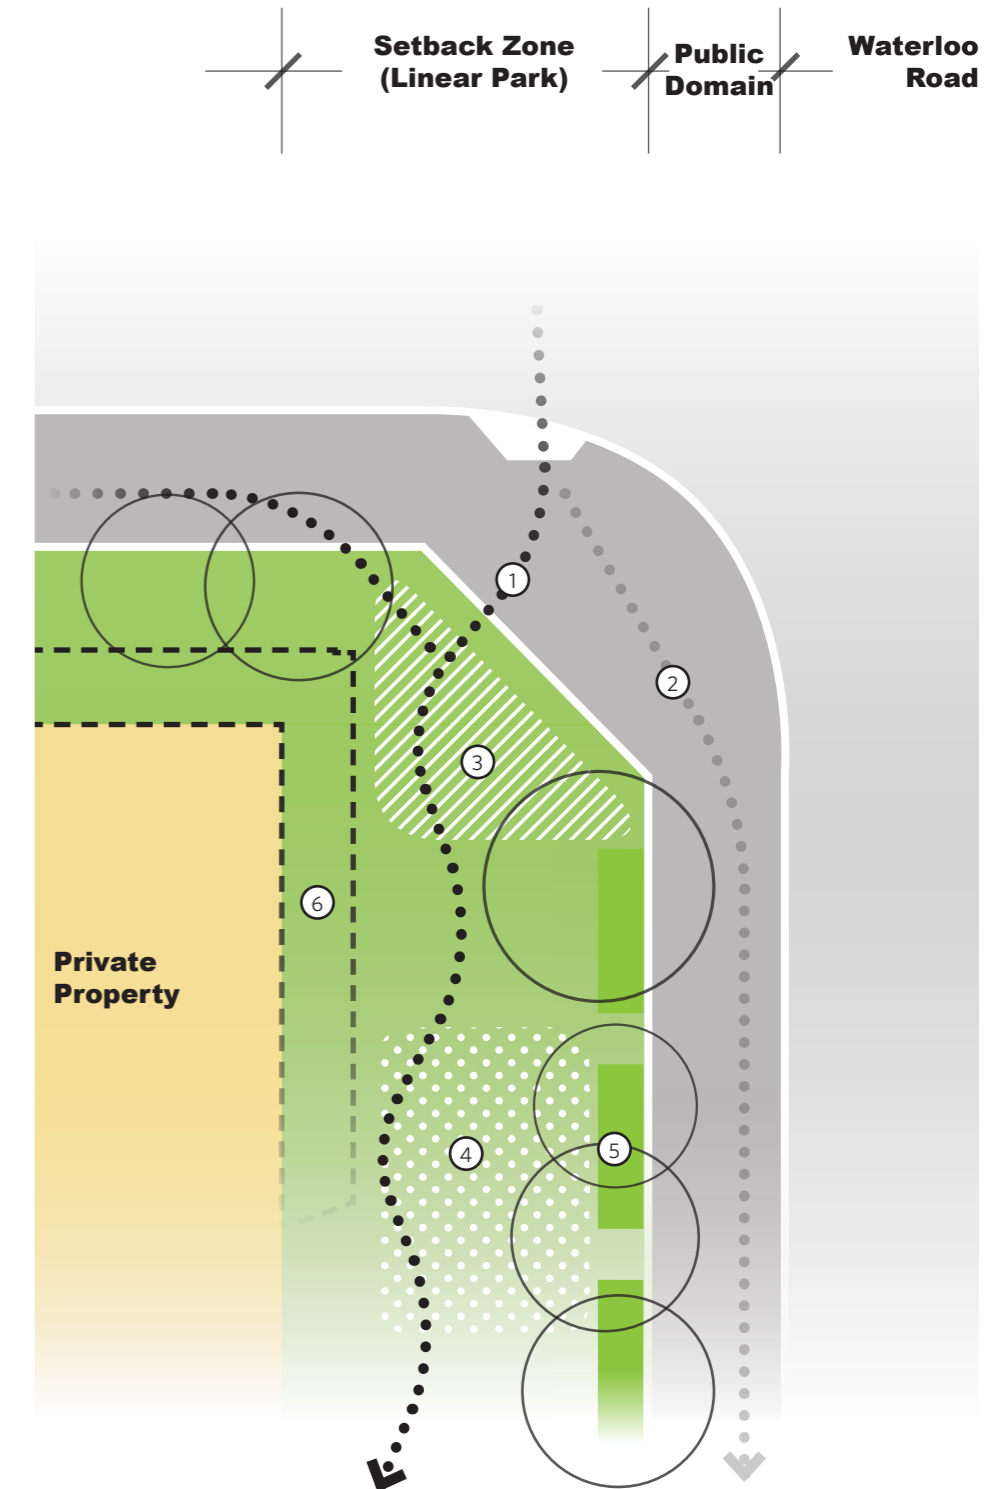 Setback Zone
(Linear Park)
Public
Domain
Waterloo
Road
1
2
3
6
Private
Property
4
5